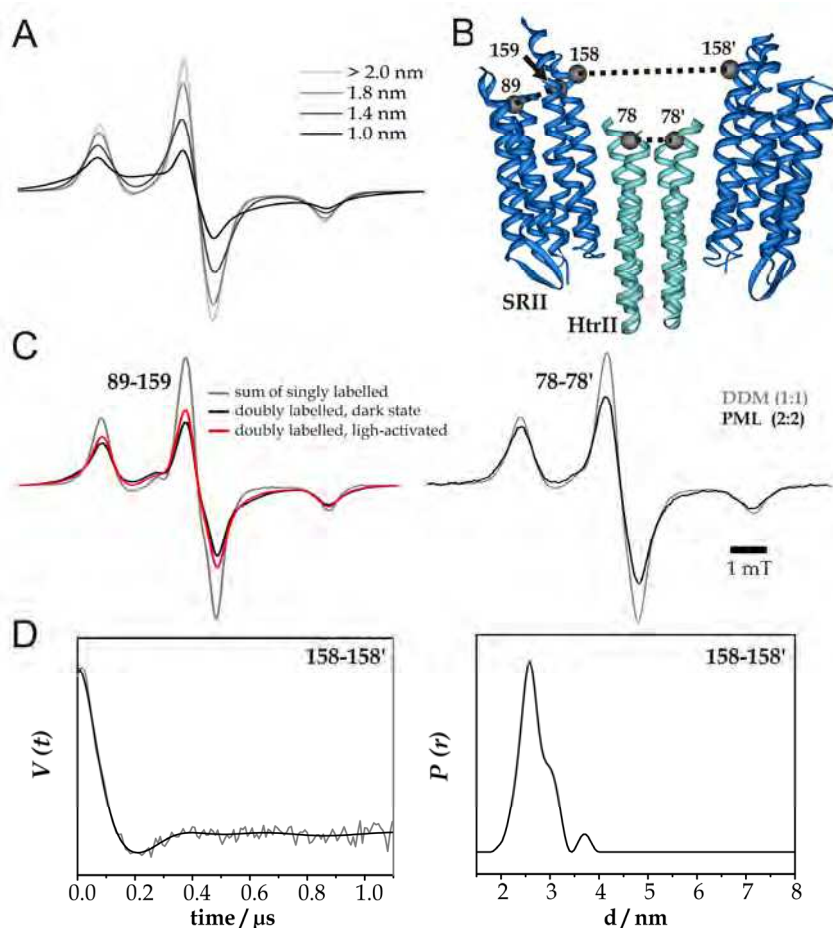 A
> 2.0 nm
1.8 nm
1.4 nm
1.0 nm
B
159
158
158'
89
78 78'
SRII
HtrII
C
89-159
sum of singly labelled
doubly labelled, dark state
doubly labelled, ligh-activated
78-78'
DDM (1:1)
PML (2:2)
1 mT
D
158-158'
V (t)
0.0 0.2 0.4 0.6 0.8 1.0
time / μs
158-158'
P (r)
2 3 4 5 6 7 8
d / nm